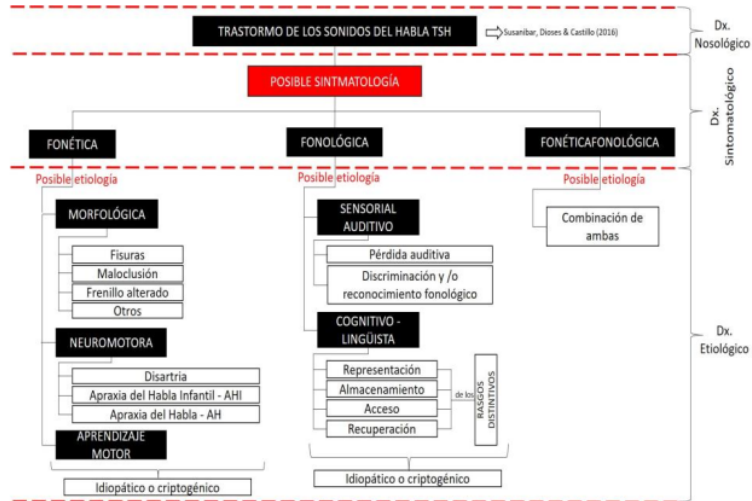 TRASTORMO DE LOS SONIDOS DEL HABLA TSH
Susanibar, Dioses & Castillo (2016)
Dx.
Nosológico
POSIBLE SINTMATOLOGÍA
Dx.
Sintomatológico
FONÉTICA
FONOLÓGICA
FONÉTICAFONOLÓGICA
Posible etiología
MORFOLÓGICA
Fisuras
Maloclusión
Frenillo alterado
Otros
NEUROMOTORA
Disartria
Apraxia del Habla Infantil - AHI
Apraxia del Habla - AH
APRENDIZAJE
MOTOR
Idiopático o criptogénico
Posible etiología
SENSORIAL
AUDITIVO
Pérdida auditiva
Discriminación y /o
reconocimiento fonológico
COGNITIVO -
LINGÜISTA
Representación
Almacenamiento
Acceso
Recuperación
de los
RASGOS
DISTINTIVOS
Idiopático o criptogénico
Posible etiología
Combinación de
ambas
Dx.
Etiológico